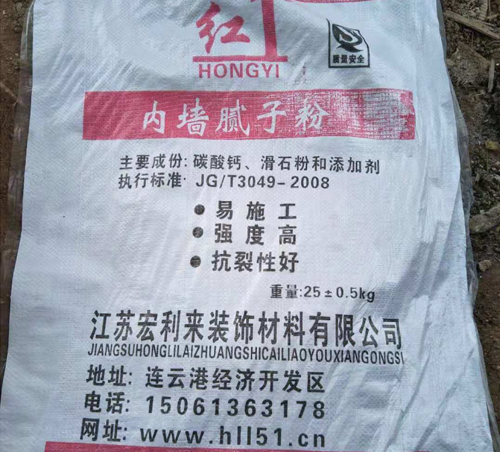 红
HONGYI
质量安全
内墙腻子粉
主要成份: 碳酸钙、滑石粉和添加剂
执行标准: JG/T3049-2008
●易施工
●强度高
●抗裂性好
重量:25±0.5kg
江苏宏利来装饰材料有限公司
JIANGSUHONGLILAIZHUANGSHICAILIAOYOUXIANGONGSI
地址: 连云港经济开发区
电话: 15061363178
网址: www.hll51.cn